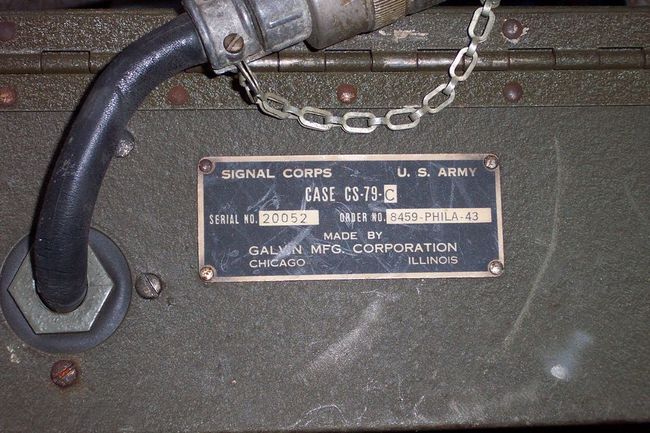 SIGNAL CORPS U. S. ARMY
CASE CS-79-C
SERIAL NO. 20052 ORDER NO. 8459-PHILA-43
MADE BY
GALVIN MFG. CORPORATION
CHICAGO ILLINOIS